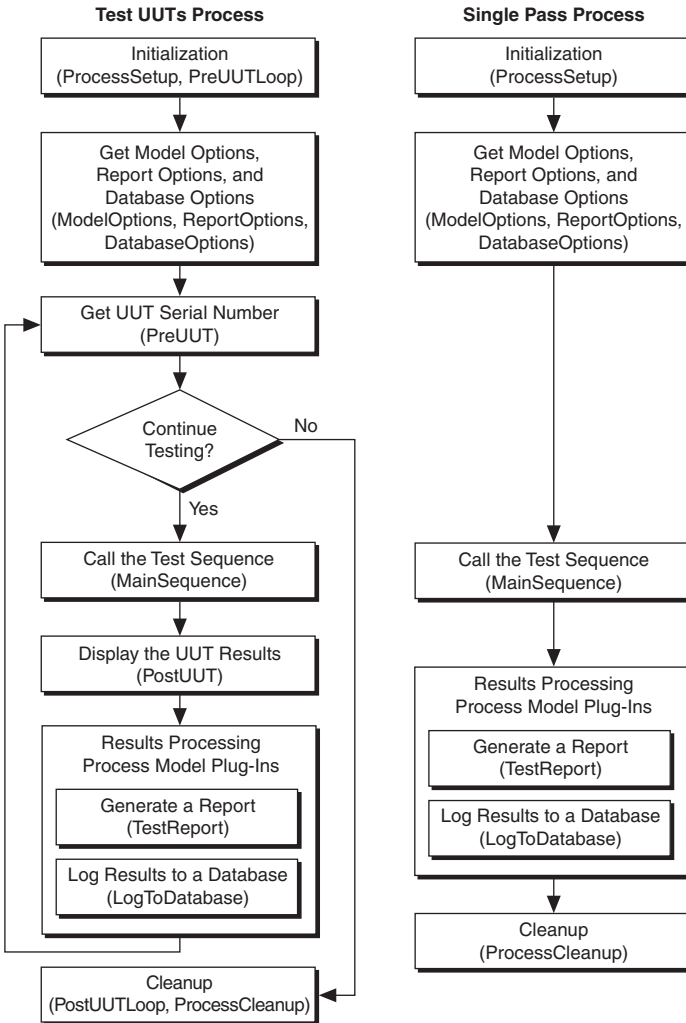 Test UUTs Process
Initialization
(ProcessSetup, PreUUTLoop)
Get Model Options,
Report Options, and
Database Options
(ModelOptions, ReportOptions,
DatabaseOptions)
Get UUT Serial Number
(PreUUT)
Continue
Testing?
No
Yes
Call the Test Sequence
(MainSequence)
Display the UUT Results
(PostUUT)
Results Processing
Process Model Plug-Ins
Generate a Report
(TestReport)
Log Results to a Database
(LogToDatabase)
Cleanup
(PostUUTLoop, ProcessCleanup)
Single Pass Process
Initialization
(ProcessSetup)
Get Model Options,
Report Options, and
Database Options
(ModelOptions, ReportOptions,
DatabaseOptions)
Call the Test Sequence
(MainSequence)
Results Processing
Process Model Plug-Ins
Generate a Report
(TestReport)
Log Results to a Database
(LogToDatabase)
Cleanup
(ProcessCleanup)